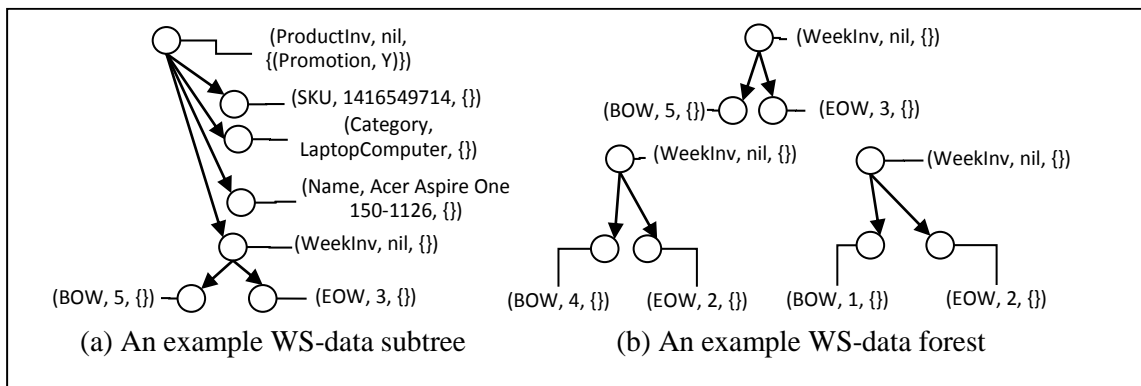 (ProductInv, nil,
{(Promotion, Y)})
(SKU, 1416549714, {})
(Category,
LaptopComputer, {})
(Name, Acer Aspire One
150-1126, {})
(WeekInv, nil, {})
(BOW, 5, {})
(EOW, 3, {})
(a) An example WS-data subtree
(WeekInv, nil, {})
(BOW, 5, {})
(EOW, 3, {})
(WeekInv, nil, {})
(BOW, 4, {})
(EOW, 2, {})
(WeekInv, nil, {})
(BOW, 1, {})
(EOW, 2, {})
(b) An example WS-data forest